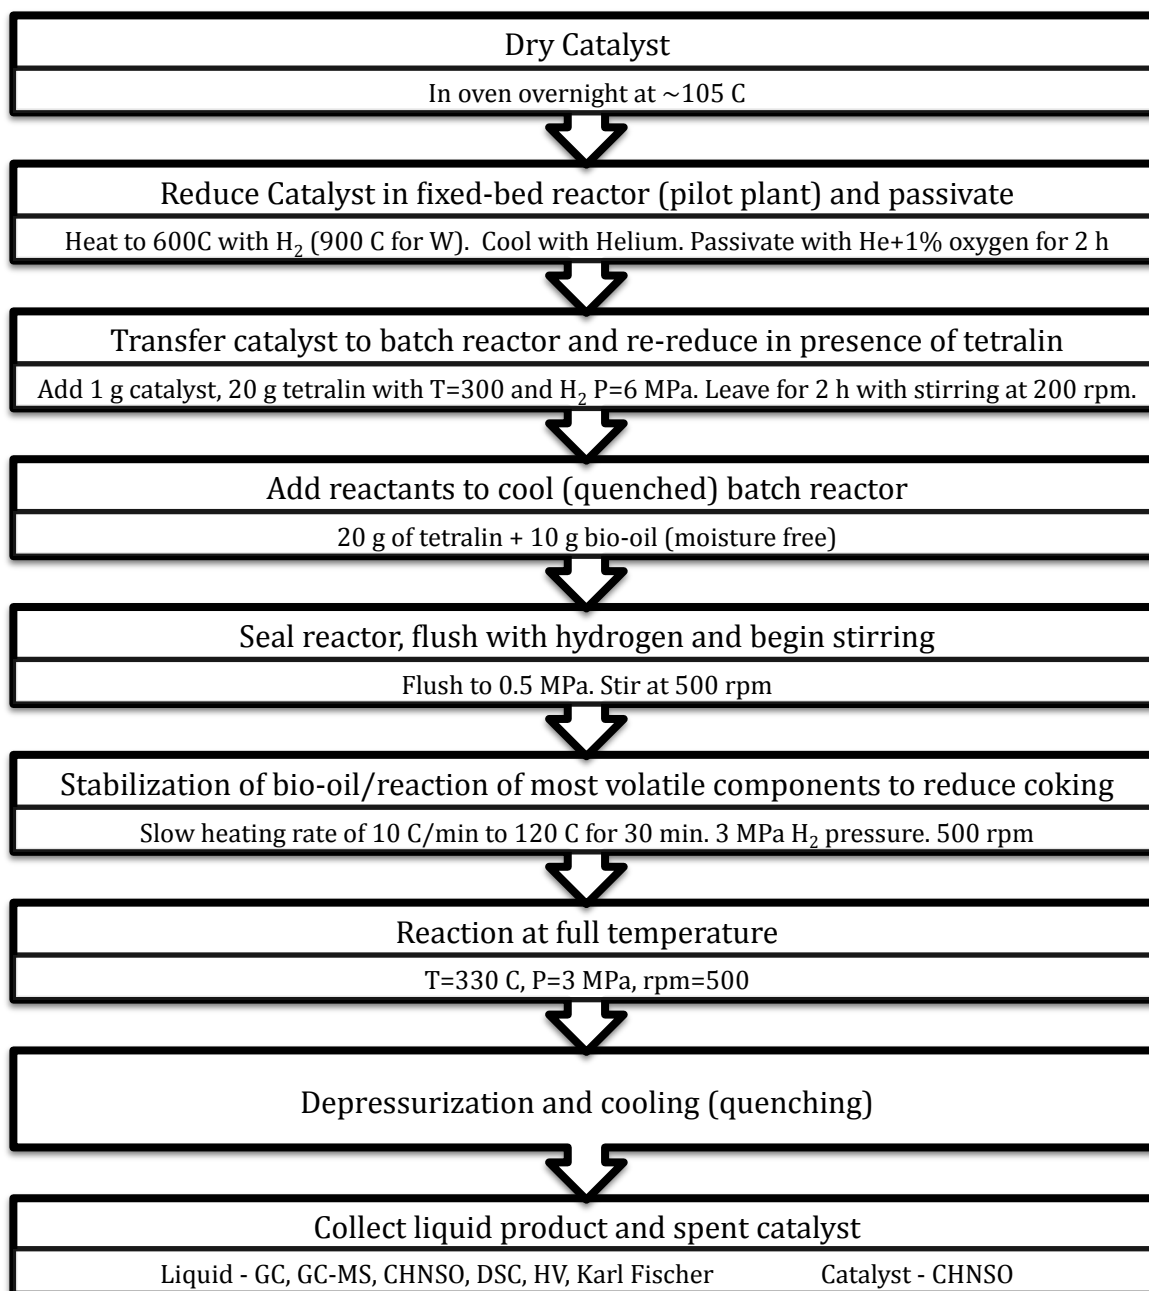 Dry Catalyst
In oven overnight at ~105 C
Reduce Catalyst in fixed-bed reactor (pilot plant) and passivate
Heat to 600C with H₂ (900 C for W).  Cool with Helium. Passivate with He+1% oxygen for 2 h
Transfer catalyst to batch reactor and re-reduce in presence of tetralin
Add 1 g catalyst, 20 g tetralin with T=300 and H₂ P=6 MPa. Leave for 2 h with stirring at 200 rpm.
Add reactants to cool (quenched) batch reactor
20 g of tetralin + 10 g bio-oil (moisture free)
Seal reactor, flush with hydrogen and begin stirring
Flush to 0.5 MPa. Stir at 500 rpm
Stabilization of bio-oil/reaction of most volatile components to reduce coking
Slow heating rate of 10 C/min to 120 C for 30 min. 3 MPa H₂ pressure. 500 rpm
Reaction at full temperature
T=330 C, P=3 MPa, rpm=500
Depressurization and cooling (quenching)
Collect liquid product and spent catalyst
Liquid - GC, GC-MS, CHNSO, DSC, HV, Karl Fischer Catalyst - CHNSO